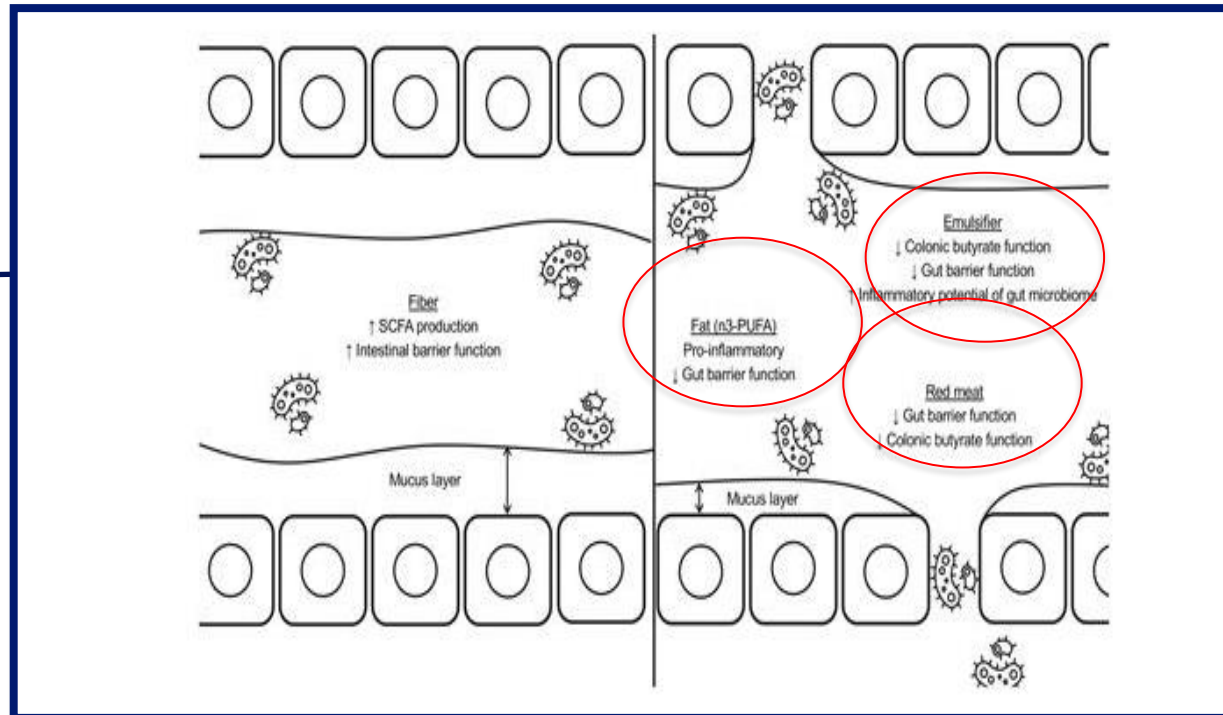 Fiber
↑ SCFA production
↑ Intestinal barrier function
Mucus layer
Fat (n3-PUFA)
Pro-inflammatory
↓ Gut barrier function
Emulsifier
↓ Colonic butyrate function
↓ Gut barrier function
↑ Inflammatory potential of gut microbiome
Red meat
↓ Gut barrier function
↓ Colonic butyrate function
Mucus layer